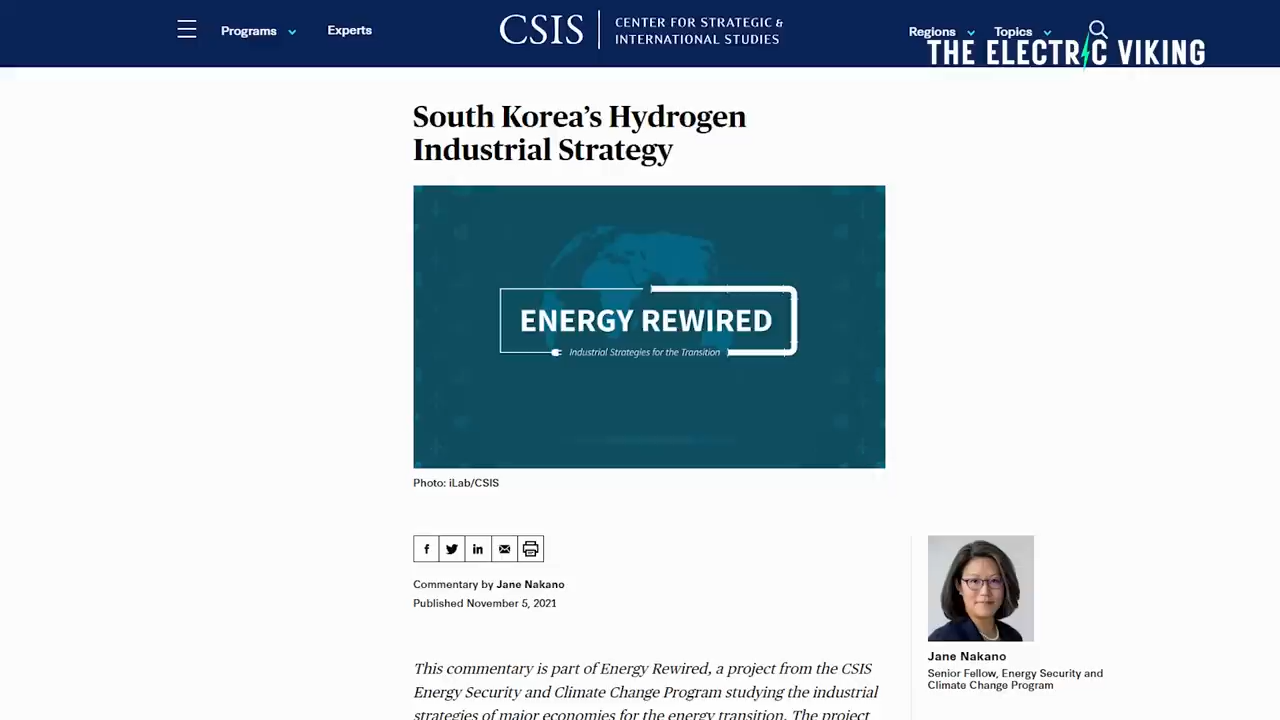 Programs
Experts
CSIS
CENTER FOR STRATEGIC &
INTERNATIONAL STUDIES
Regions
Topics
THE ELECTRIC VIKING
South Korea's Hydrogen
Industrial Strategy
ENERGY REWIRED
Industrial Strategies for the Transition
Photo: iLab/CSIS
f
in
Commentary by Jane Nakano
Published November 5, 2021
This commentary is part of Energy Rewired, a project from the CSIS
Energy Security and Climate Change Program studying the industrial
strategies of major economies for the energy transition. The project
Jane Nakano
Senior Fellow, Energy Security and
Climate Change Program